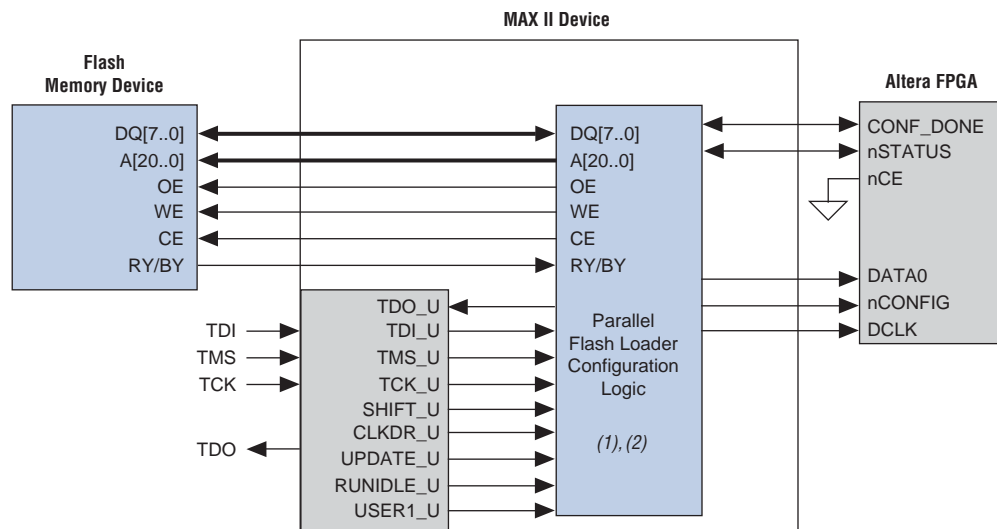 MAX II Device
Flash
Memory Device
Altera FPGA
DQ[7..0]
A[20..0]
OE
WE
CE
RY/BY
DQ[7..0]
A[20..0]
OE
WE
CE
RY/BY
Parallel
Flash Loader
Configuration
Logic
(1), (2)
CONF_DONE
nSTATUS
nCE
DATA0
nCONFIG
DCLK
TDI
TMS
TCK
TDO
TDO_U
TDI_U
TMS_U
TCK_U
SHIFT_U
CLKDR_U
UPDATE_U
RUNIDLE_U
USER1_U